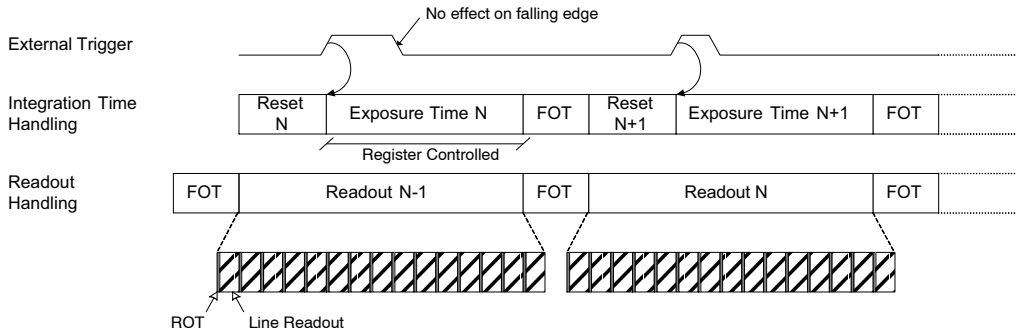 No effect on falling edge
External Trigger
Integration Time
Handling
Reset
N
Exposure Time N
FOT
Reset
N+1
Exposure Time N+1
FOT
Register Controlled
Readout
Handling
FOT
Readout N-1
FOT
Readout N
FOT
ROT
Line Readout